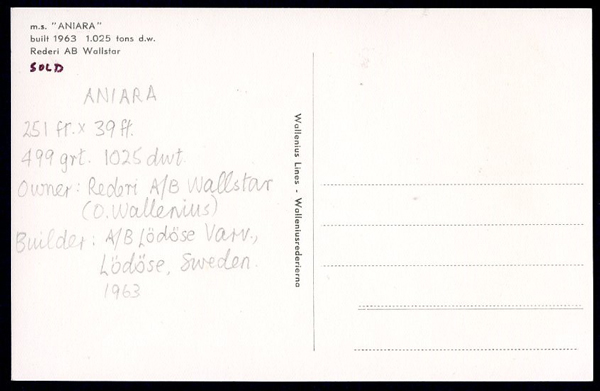 m.s. "ANIARA"
built 1963 1.025 tons d.w.
Rederi AB Wallstar
SOLD
ANIARA
251 fr. x 39 ft.
499 grt. 1025 dwt
Owner: Rederi A/B Wallstar
(O. Wallenius)
Builder: A/B Lödöse Varv.,
Lödöse, Sweden.
1963
Wallenius Lines - Walleniusrederierna